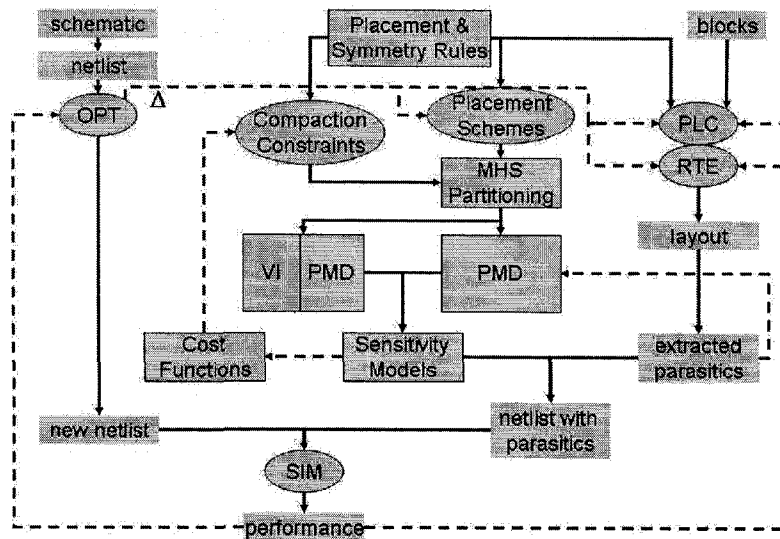 schematic
Placement &
Symmetry Rules
blocks
netlist
OPT
Δ
Compaction
Constraints
Placement
Schemes
PLC
RTE
MHS
Partitioning
layout
VI
PMD
PMD
Cost
Functions
Sensitivity
Models
extracted
parasitics
new netlist
netlist with
parasitics
SIM
performance